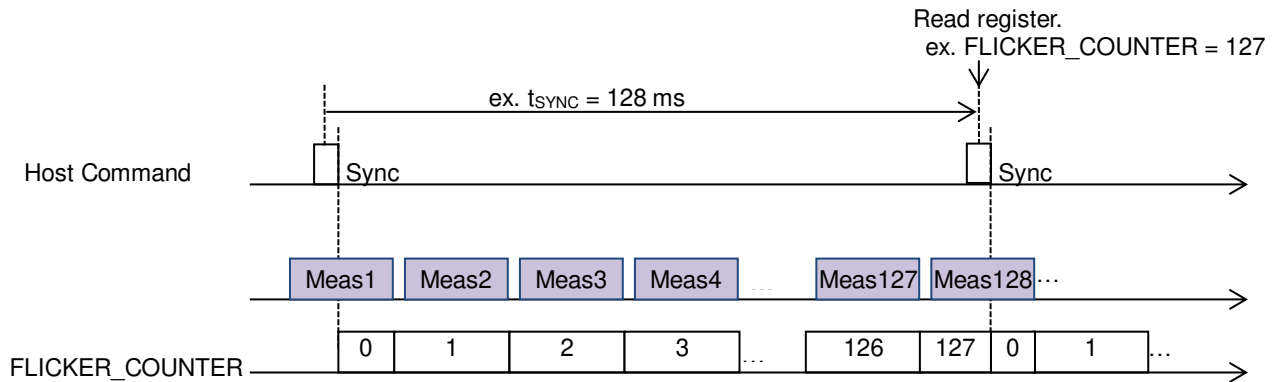 Read register.
ex. FLICKER_COUNTER = 127
ex. tSYNC = 128 ms
Host Command
Sync
Sync
Meas1 Meas2 Meas3 Meas4 ... Meas127 Meas128 ...
FLICKER_COUNTER 0 1 2 3 ... 126 127 0 1 ...